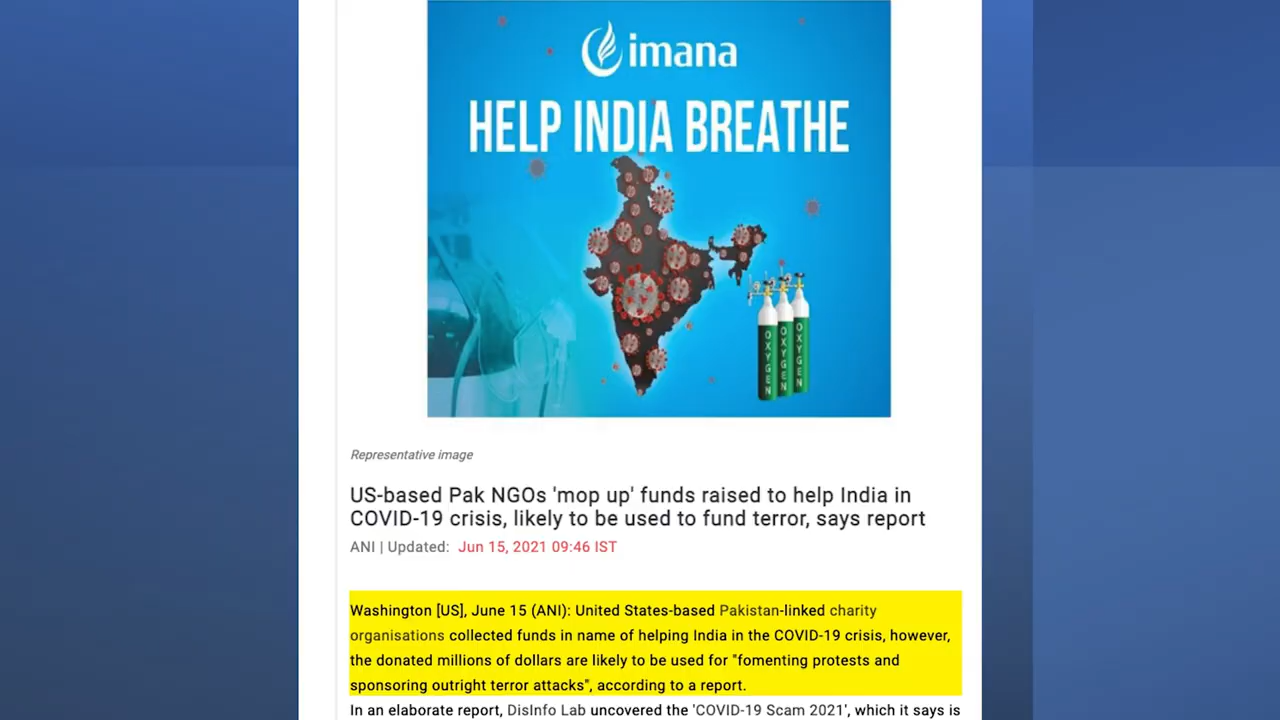 imana
HELP INDIA BREATHE
OXYGEN OXYGEN OXYGEN
Representative image
US-based Pak NGOs 'mop up' funds raised to help India in
COVID-19 crisis, likely to be used to fund terror, says report
ANI | Updated: Jun 15, 2021 09:46 IST
Washington [US], June 15 (ANI): United States-based Pakistan-linked charity
organisations collected funds in name of helping India in the COVID-19 crisis, however,
the donated millions of dollars are likely to be used for "fomenting protests and
sponsoring outright terror attacks", according to a report.
In an elaborate report, DisInfo Lab uncovered the 'COVID-19 Scam 2021', which it says is